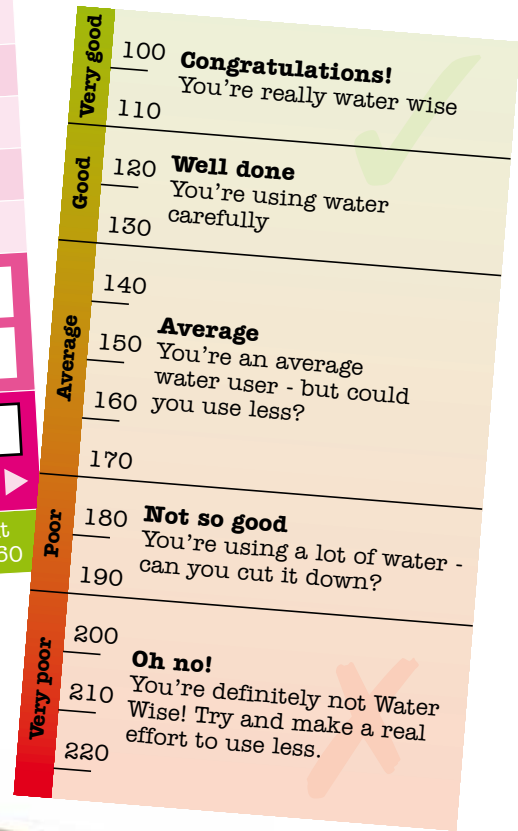 Very good
100
Congratulations!
You're really water wise
110
Good
120
Well done
You're using water
carefully
130
Average
140
Average
150
You're an average
water user - but could
160
you use less?
170
Poor
180
Not so good
You're using a lot of water -
can you cut it down?
190
Very poor
200
Oh no!
You're definitely not Water
210
Wise! Try and make a real
effort to use less.
220
60